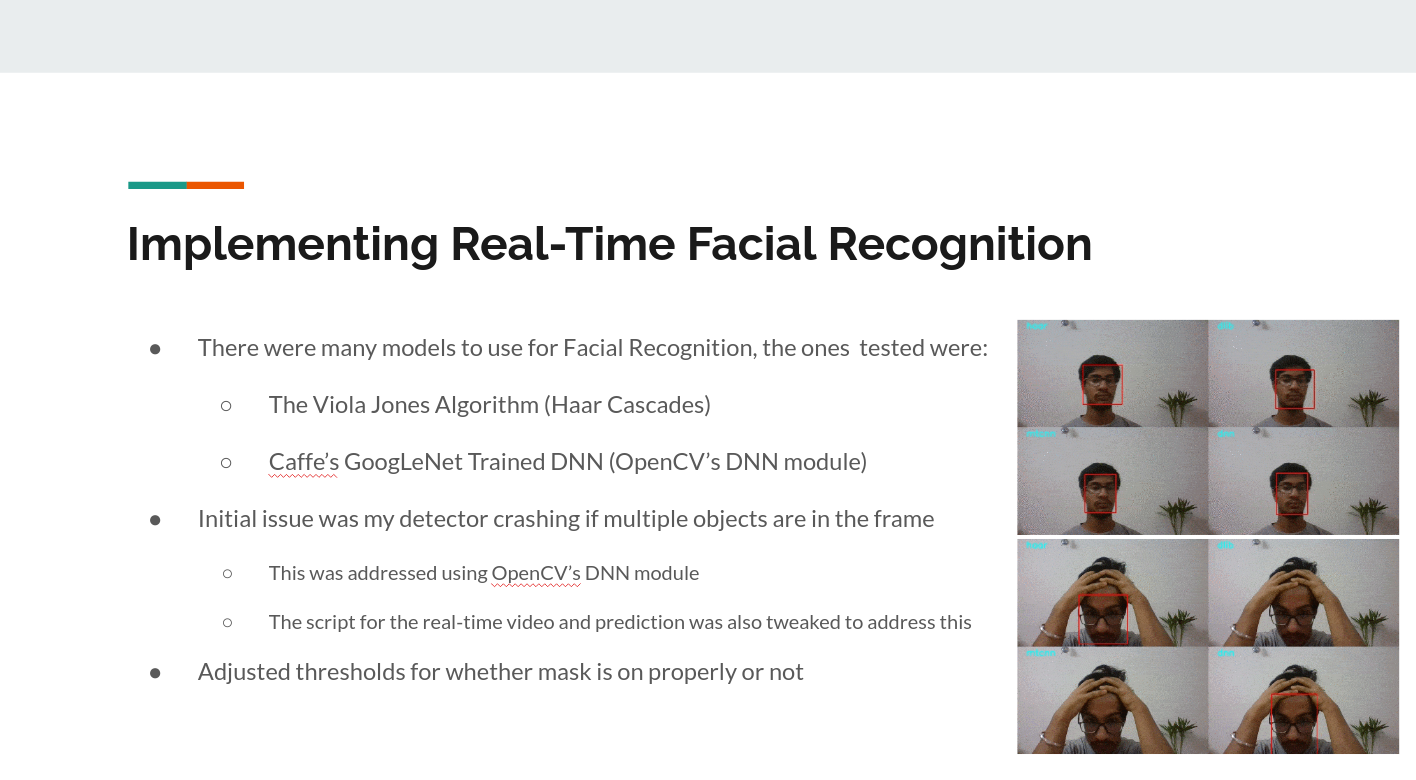 Implementing Real-Time Facial Recognition
● There were many models to use for Facial Recognition, the ones  tested were:
○ The Viola Jones Algorithm (Haar Cascades)
○ Caffe’s GoogLeNet Trained DNN (OpenCV’s DNN module)
● Initial issue was my detector crashing if multiple objects are in the frame
○ This was addressed using OpenCV’s DNN module
○ The script for the real-time video and prediction was also tweaked to address this
● Adjusted thresholds for whether mask is on properly or not